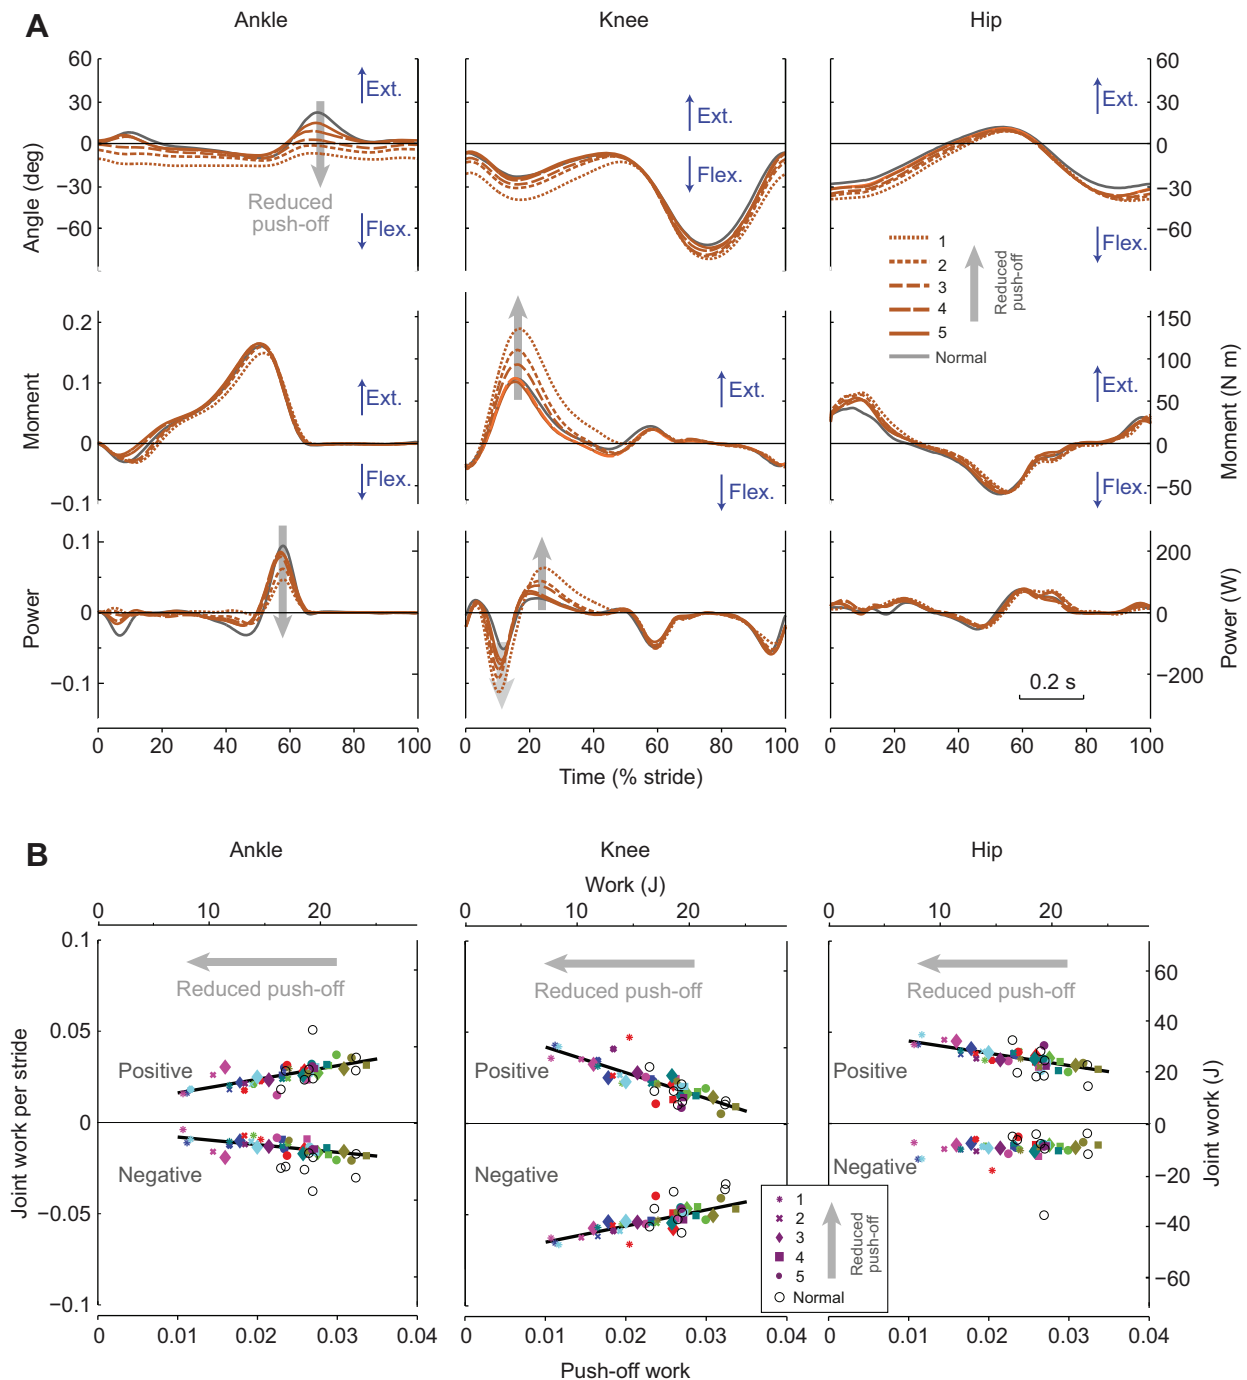 A
Ankle
Knee
Hip
60
30
0
−30
−60
Angle (deg)
Ext.
Flex.
Reduced
push-off
Ext.
Flex.
Ext.
Flex.
60
30
0
−30
−60
1
2
3
4
5
Normal
Reduced
push-off
0.2
0.1
0
−0.1
Moment
Ext.
Flex.
Ext.
Flex.
Ext.
Flex.
150
100
50
0
−50
Moment (N m)
0.1
0
−0.1
Power
200
0
−200
Power (W)
0.2 s
0 20 40 60 80 100
0 20 40 60 80 100
0 20 40 60 80 100
Time (% stride)
B
Ankle
Knee
Hip
Work (J)
0 10 20
0 10 20
0 10 20
0.1
0.05
0
−0.05
−0.1
Joint work per stride
Reduced push-off
Reduced push-off
Reduced push-off
Positive
Positive
Positive
Negative
Negative
Negative
60
40
20
0
−20
−40
−60
Joint work (J)
1
2
3
4
5
Normal
Reduced
push-off
0 0.01 0.02 0.03 0.04
0 0.01 0.02 0.03 0.04
0 0.01 0.02 0.03 0.04
Push-off work